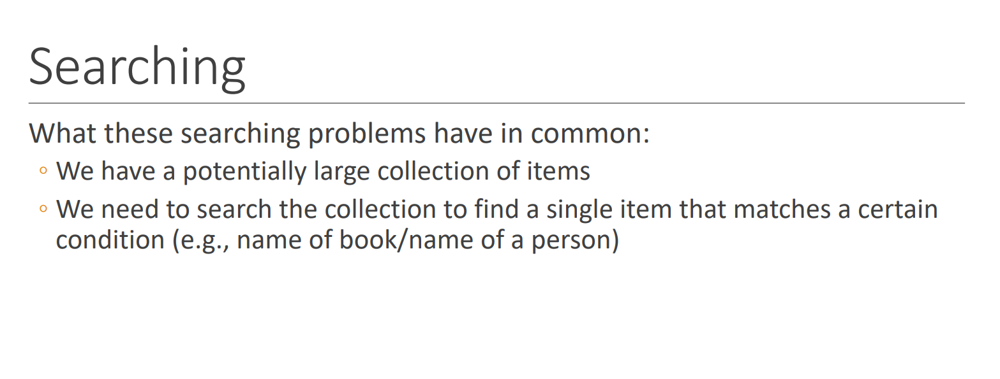 Searching
What these searching problems have in common:
◦ We have a potentially large collection of items
◦ We need to search the collection to find a single item that matches a certain
condition (e.g., name of book/name of a person)